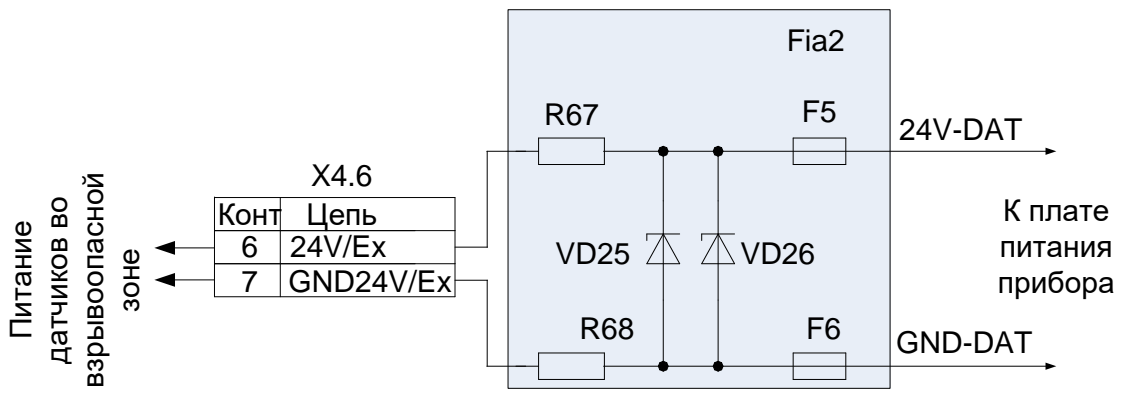 Fia2
R67
F5
24V-DAT
X4.6
Конт Цепь
6 24V/Ex
7 GND24V/Ex
Питание
датчиков во
взрывоопасной
зоне
VD25
VD26
К плате
питания
прибора
R68
F6
GND-DAT